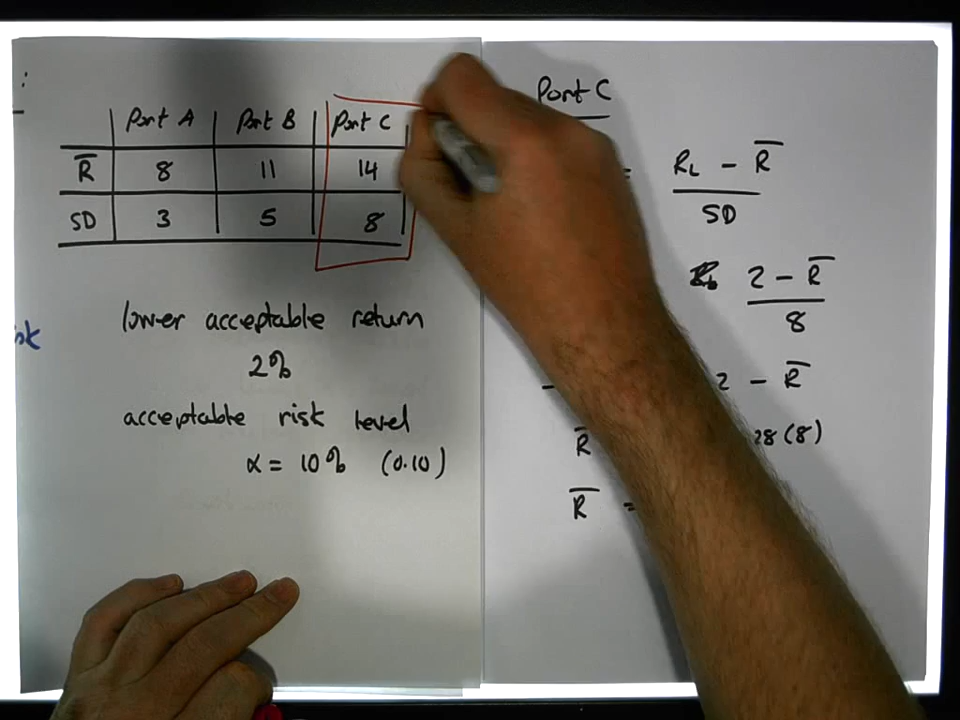 :
Port A Port B Port C
R̅ 8 11 14
SD 3 5 8
lower acceptable return
2%
acceptable risk level
α = 10% (0.10)
Port C
= RL - R̅
SD
2 - R̅
8
- 2 - R̅
R̅ 28(8)
R̅ =